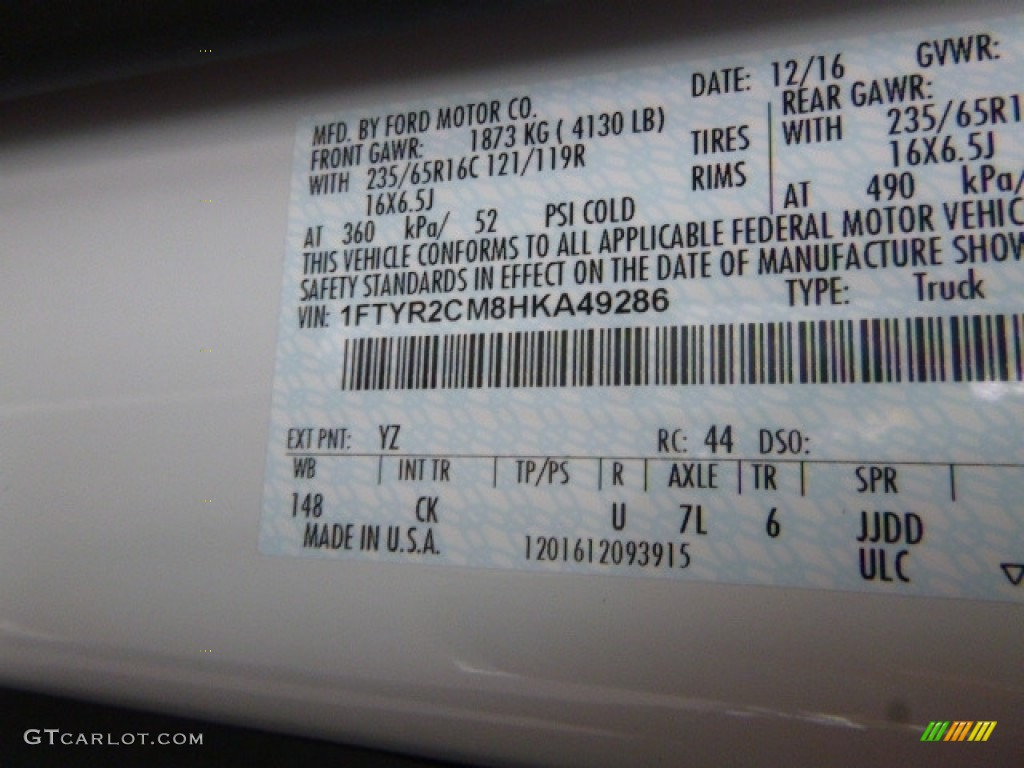 DATE: 12/16 GVWR:
MFD. BY FORD MOTOR CO.
FRONT GAWR: 1873 KG ( 4130 LB) REAR GAWR:
WITH 235/65R16C 121/119R TIRES WITH 235/65R1
16X6.5J RIMS 16X6.5J
AT 360 kPa/ 52 PSI COLD AT 490 kPa/
THIS VEHICLE CONFORMS TO ALL APPLICABLE FEDERAL MOTOR VEHIC
SAFETY STANDARDS IN EFFECT ON THE DATE OF MANUFACTURE SHOW
VIN: 1FTYR2CM8HKA49286 TYPE: Truck
EXT PNT: YZ RC: 44 DSO:
WB INT TR TP/PS R AXLE TR SPR
148 CK U 7L 6 JJDD
MADE IN U.S.A. 1201612093915 ULC
GTCARLOT.COM